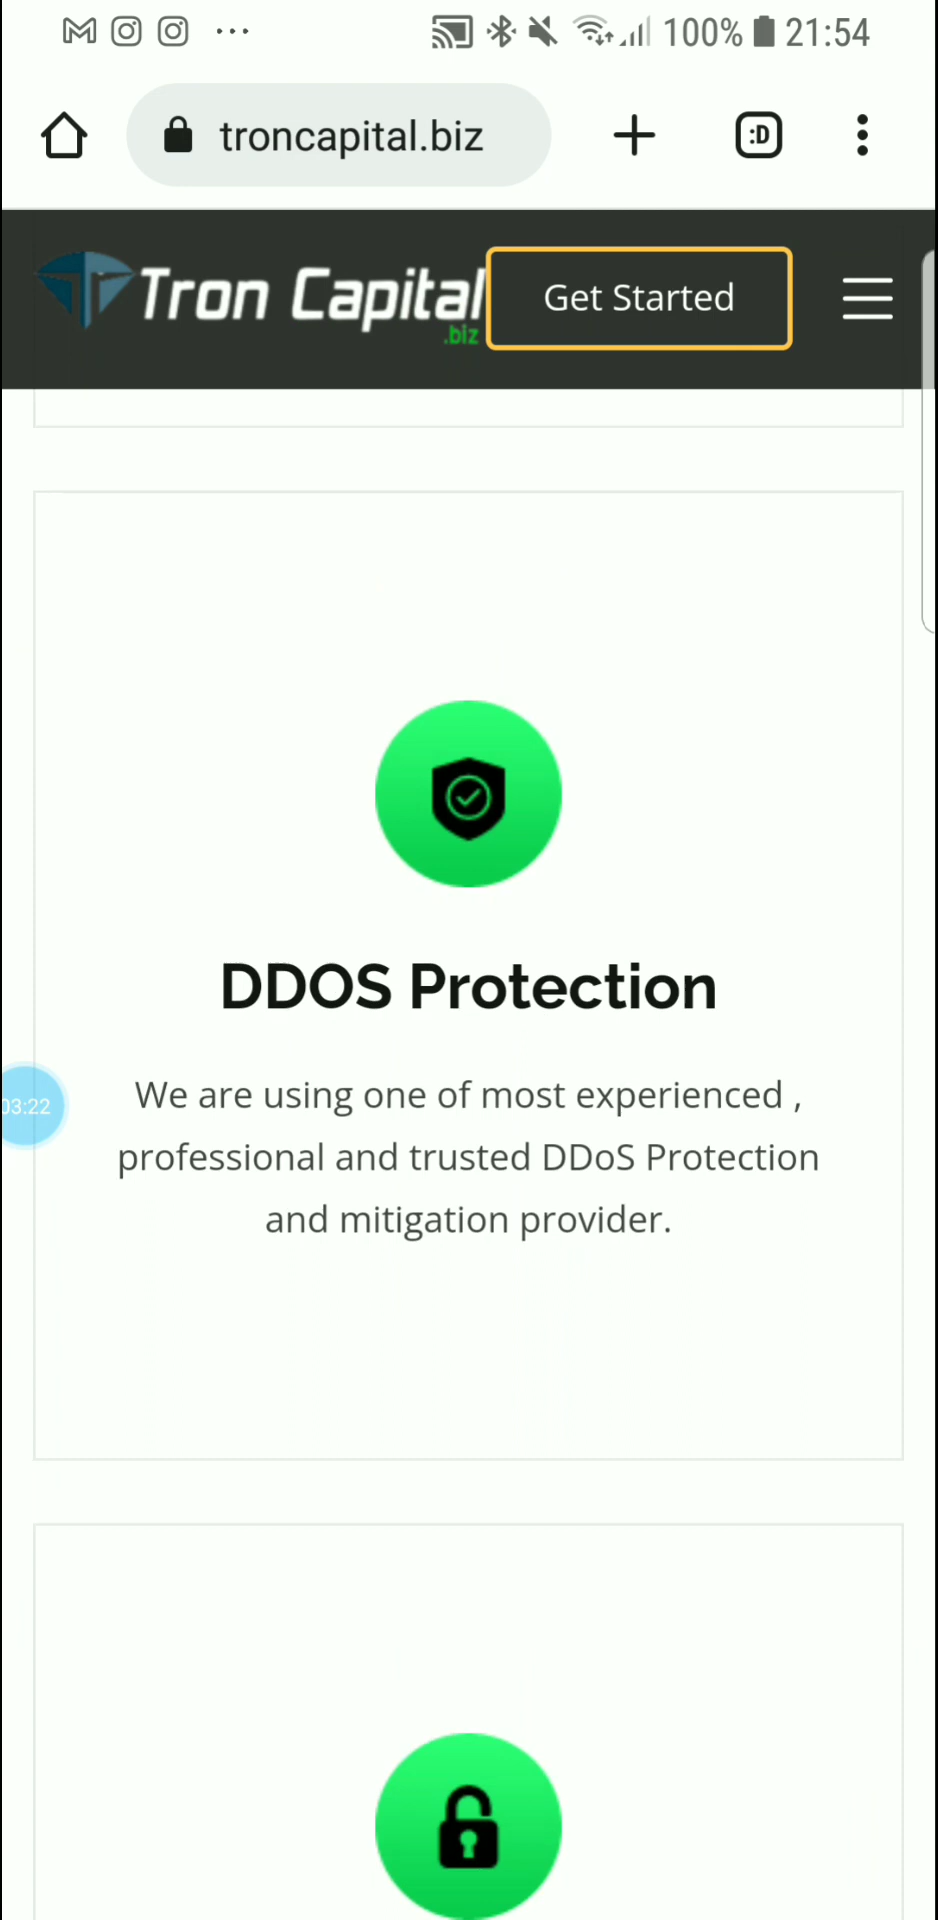 100% 21:54
troncapital.biz
:D
Tron Capital
.biz
Get Started
DDOS Protection
03:22
We are using one of most experienced ,
professional and trusted DDoS Protection
and mitigation provider.